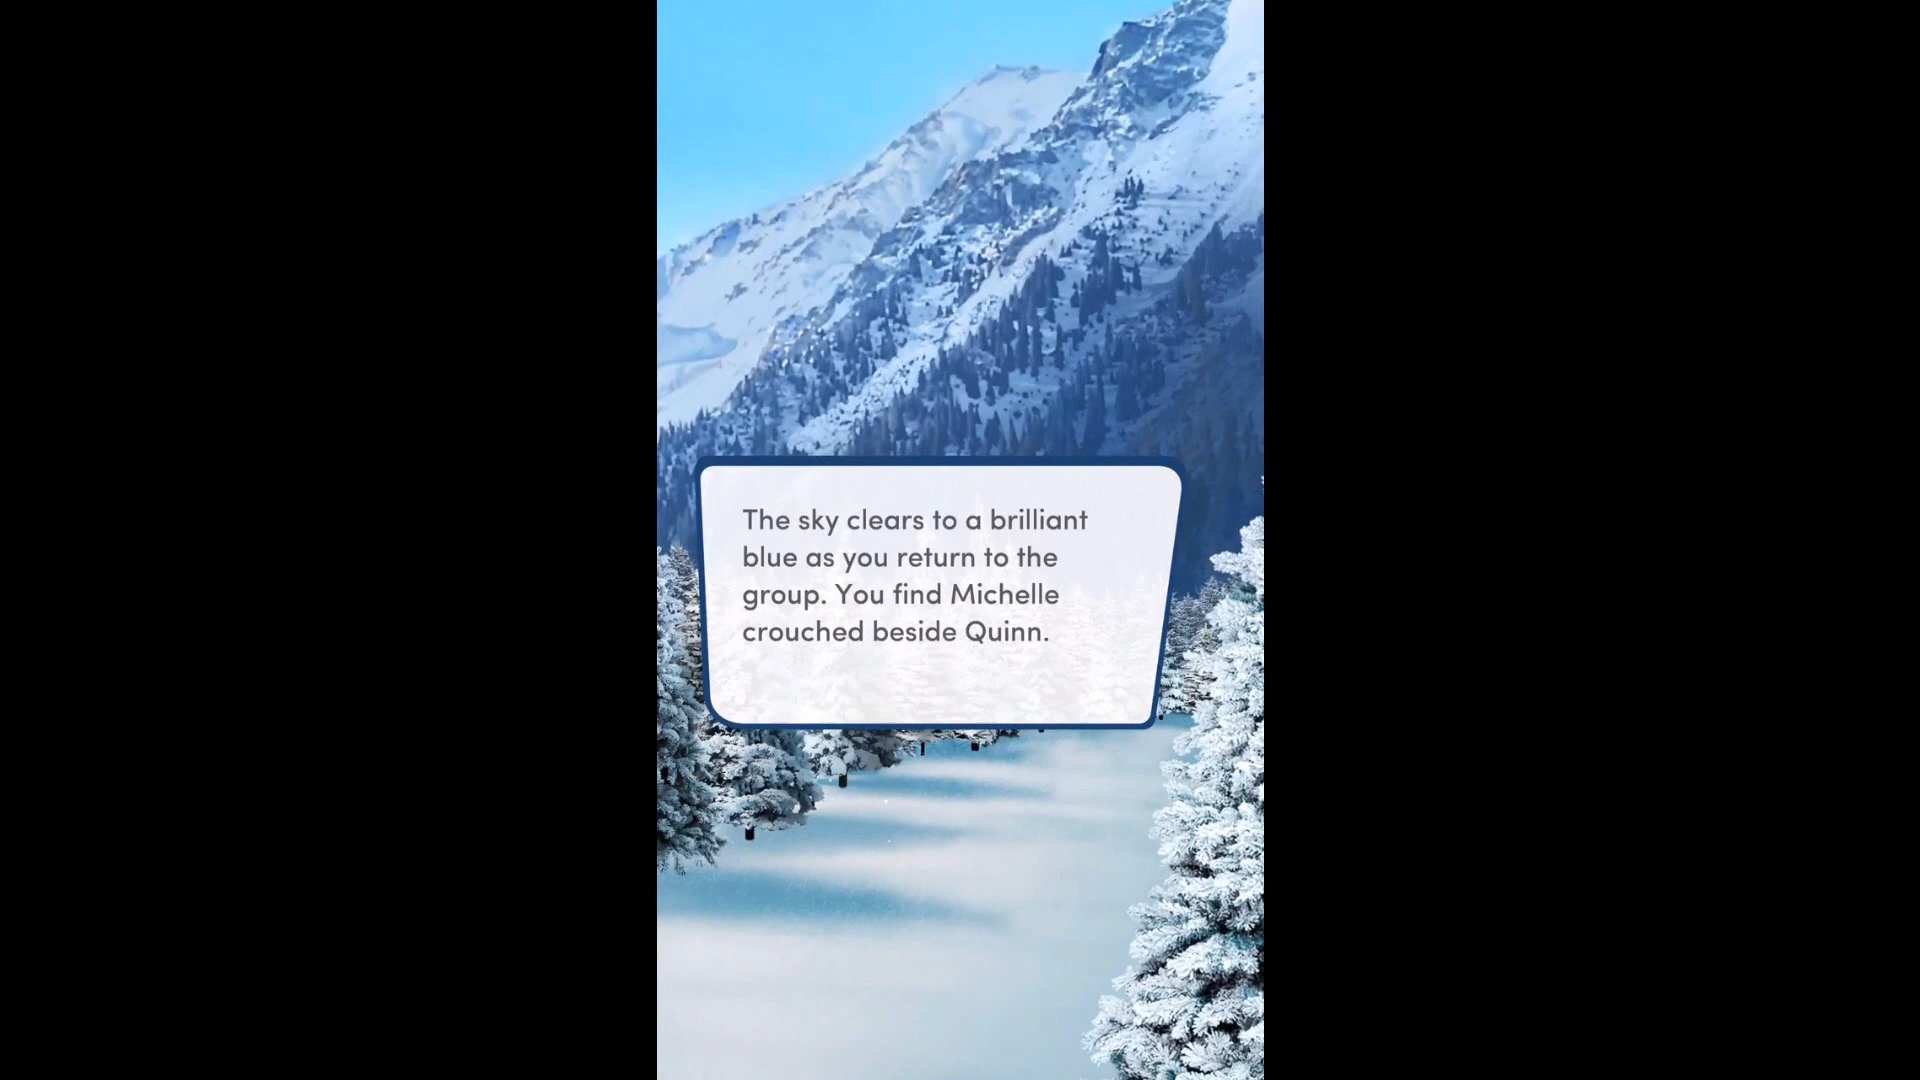 The sky clears to a brilliant
blue as you return to the
group. You find Michelle
crouched beside Quinn.